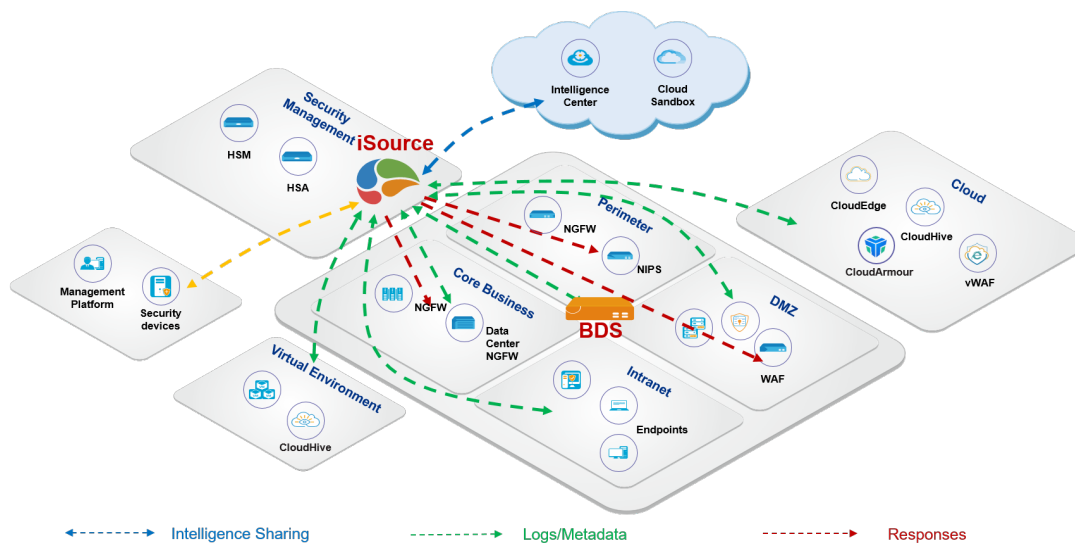 Intelligence
Center
Cloud
Sandbox
Security
Management
iSource
HSM
HSA
Cloud
CloudEdge
CloudHive
CloudArmour
vWAF
Perimeter
NGFW
NIPS
Management
Platform
Security
devices
Core Business
NGFW
Data
Center
NGFW
BDS
DMZ
WAF
Virtual Environment
CloudHive
Intranet
Endpoints
Intelligence Sharing
Logs/Metadata
Responses